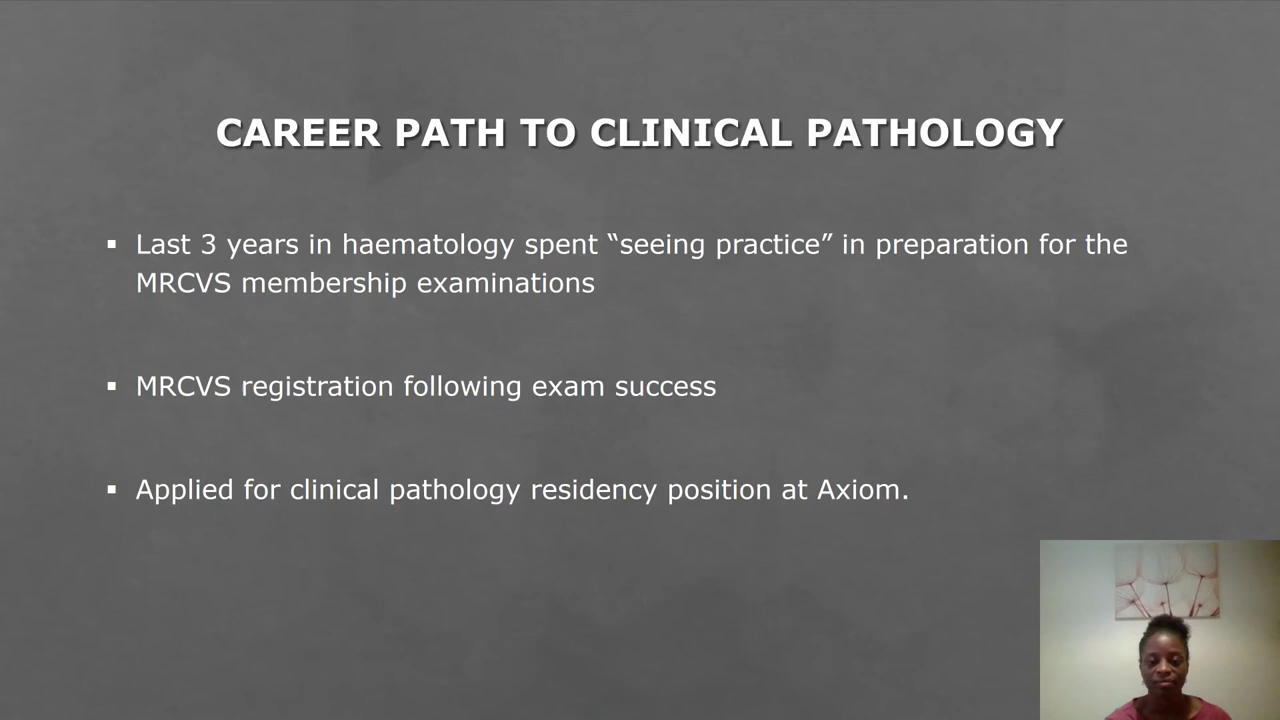 CAREER PATH TO CLINICAL PATHOLOGY
▪ Last 3 years in haematology spent “seeing practice” in preparation for the
MRCVS membership examinations
▪ MRCVS registration following exam success
▪ Applied for clinical pathology residency position at Axiom.